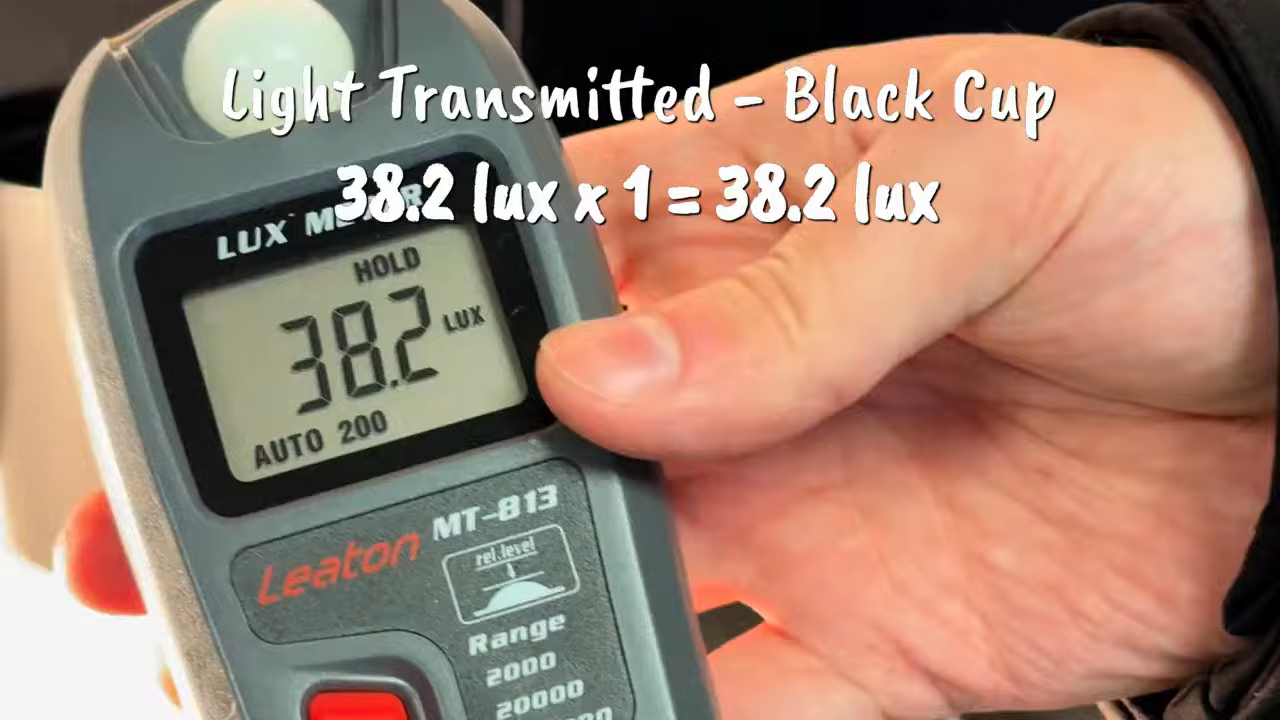 Light Transmitted - Black Cup
38.2 lux x 1 = 38.2 lux
LUX
HOLD
38.2 LUX
AUTO 200
Leaton MT-813
rel.level
Range
2000
20000